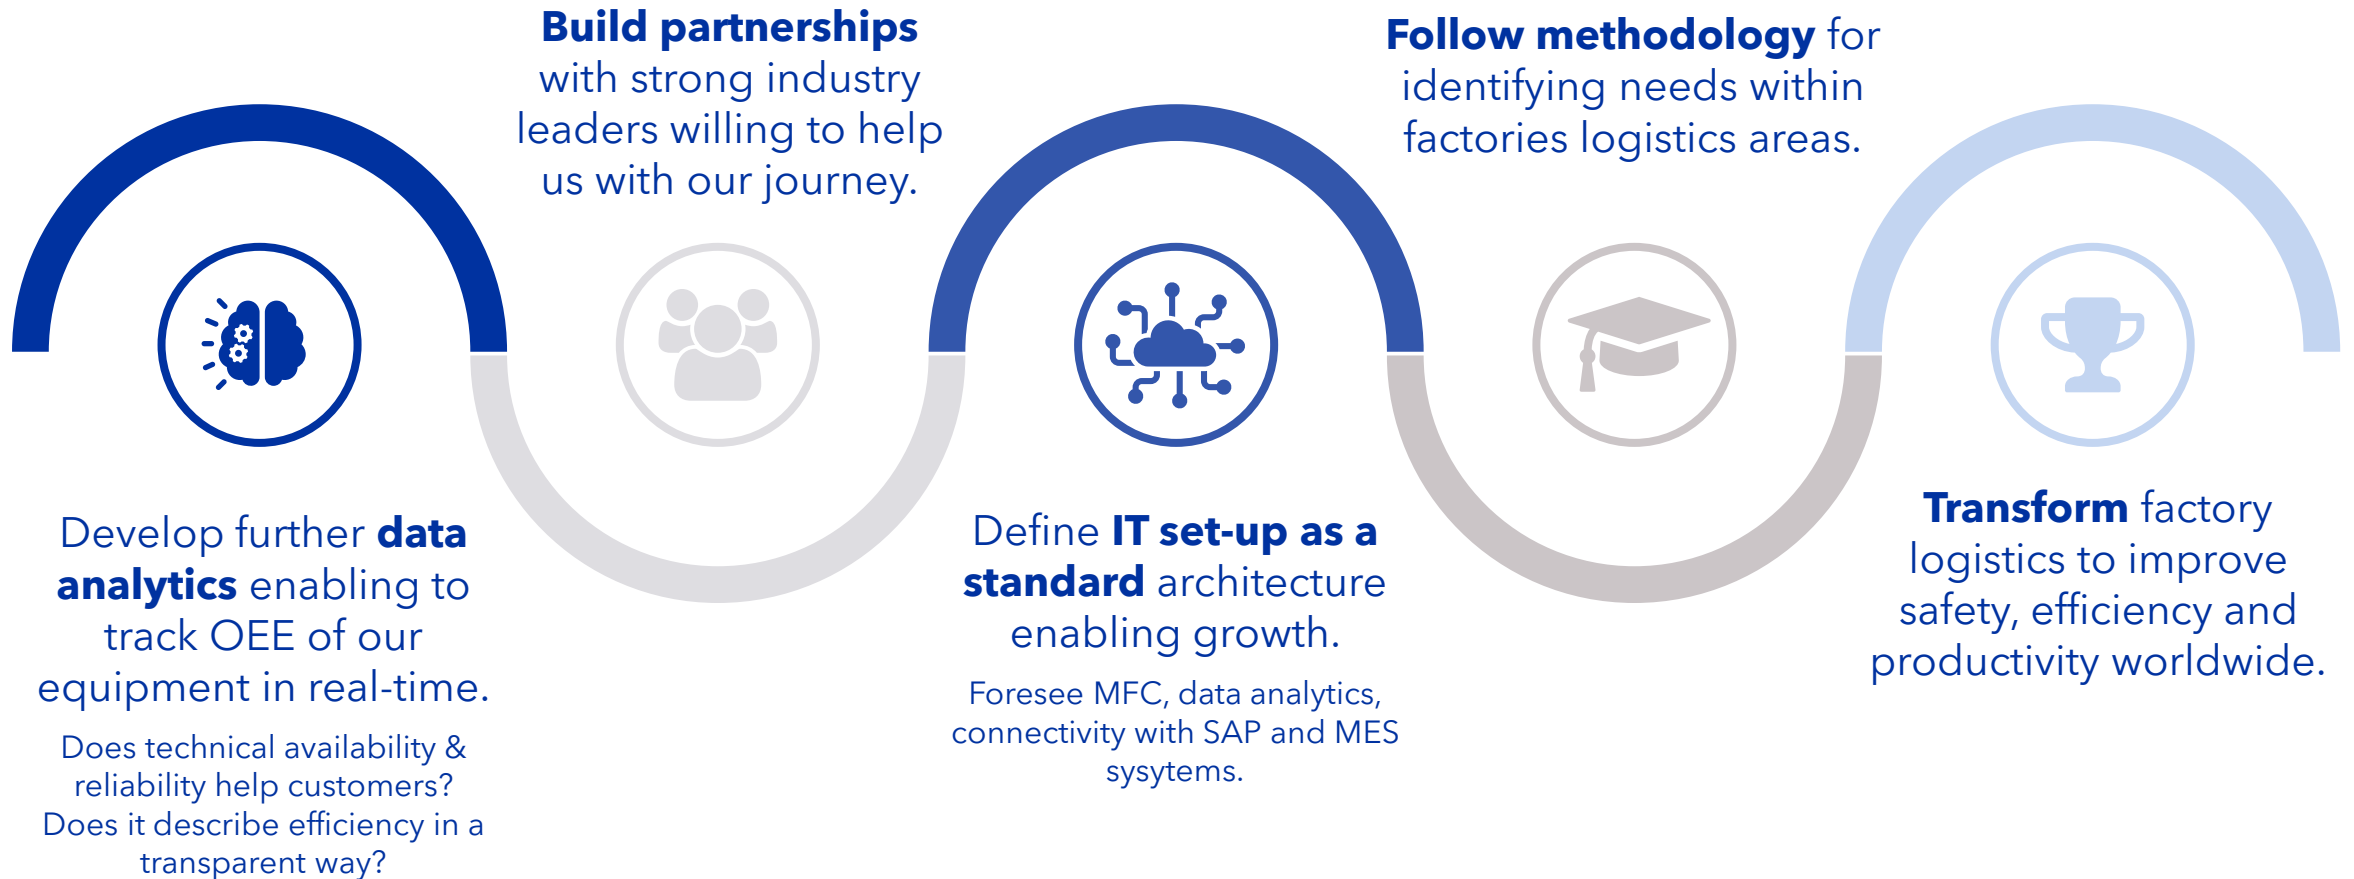 Develop further data
analytics enabling to
track OEE of our
equipment in real-time.
Does technical availability &
reliability help customers?
Does it describe efficiency in a
transparent way?
Build partnerships
with strong industry
leaders willing to help
us with our journey.
Define IT set-up as a
standard architecture
enabling growth.
Foresee MFC, data analytics,
connectivity with SAP and MES
sysytems.
Follow methodology for
identifying needs within
factories logistics areas.
Transform factory
logistics to improve
safety, efficiency and
productivity worldwide.